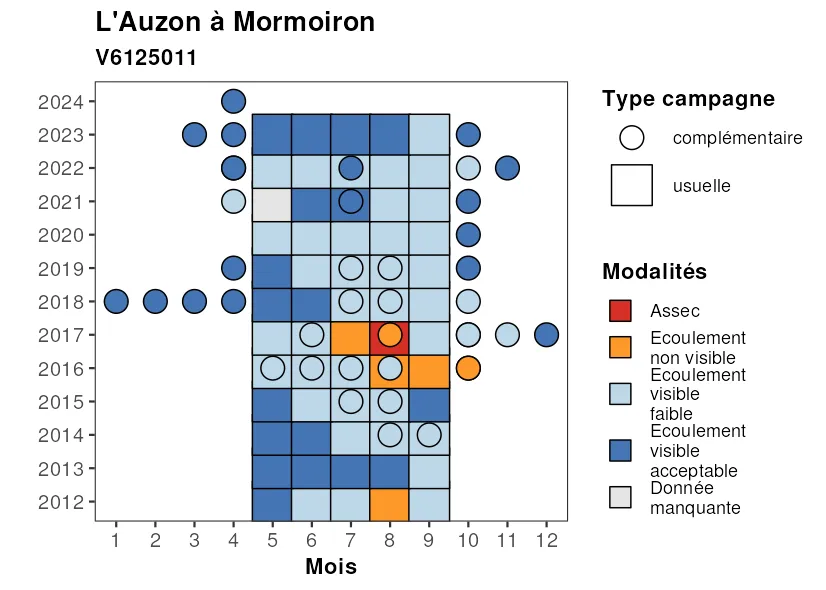 L'Auzon à Mormoiron
V6125011
2024
2023
2022
2021
2020
2019
2018
2017
2016
2015
2014
2013
2012
1 2 3 4 5 6 7 8 9 10 11 12
Mois
Type campagne
complémentaire
usuelle
Modalités
Assec
Ecoulement
non visible
Ecoulement
visible
faible
Ecoulement
visible
acceptable
Donnée
manquante